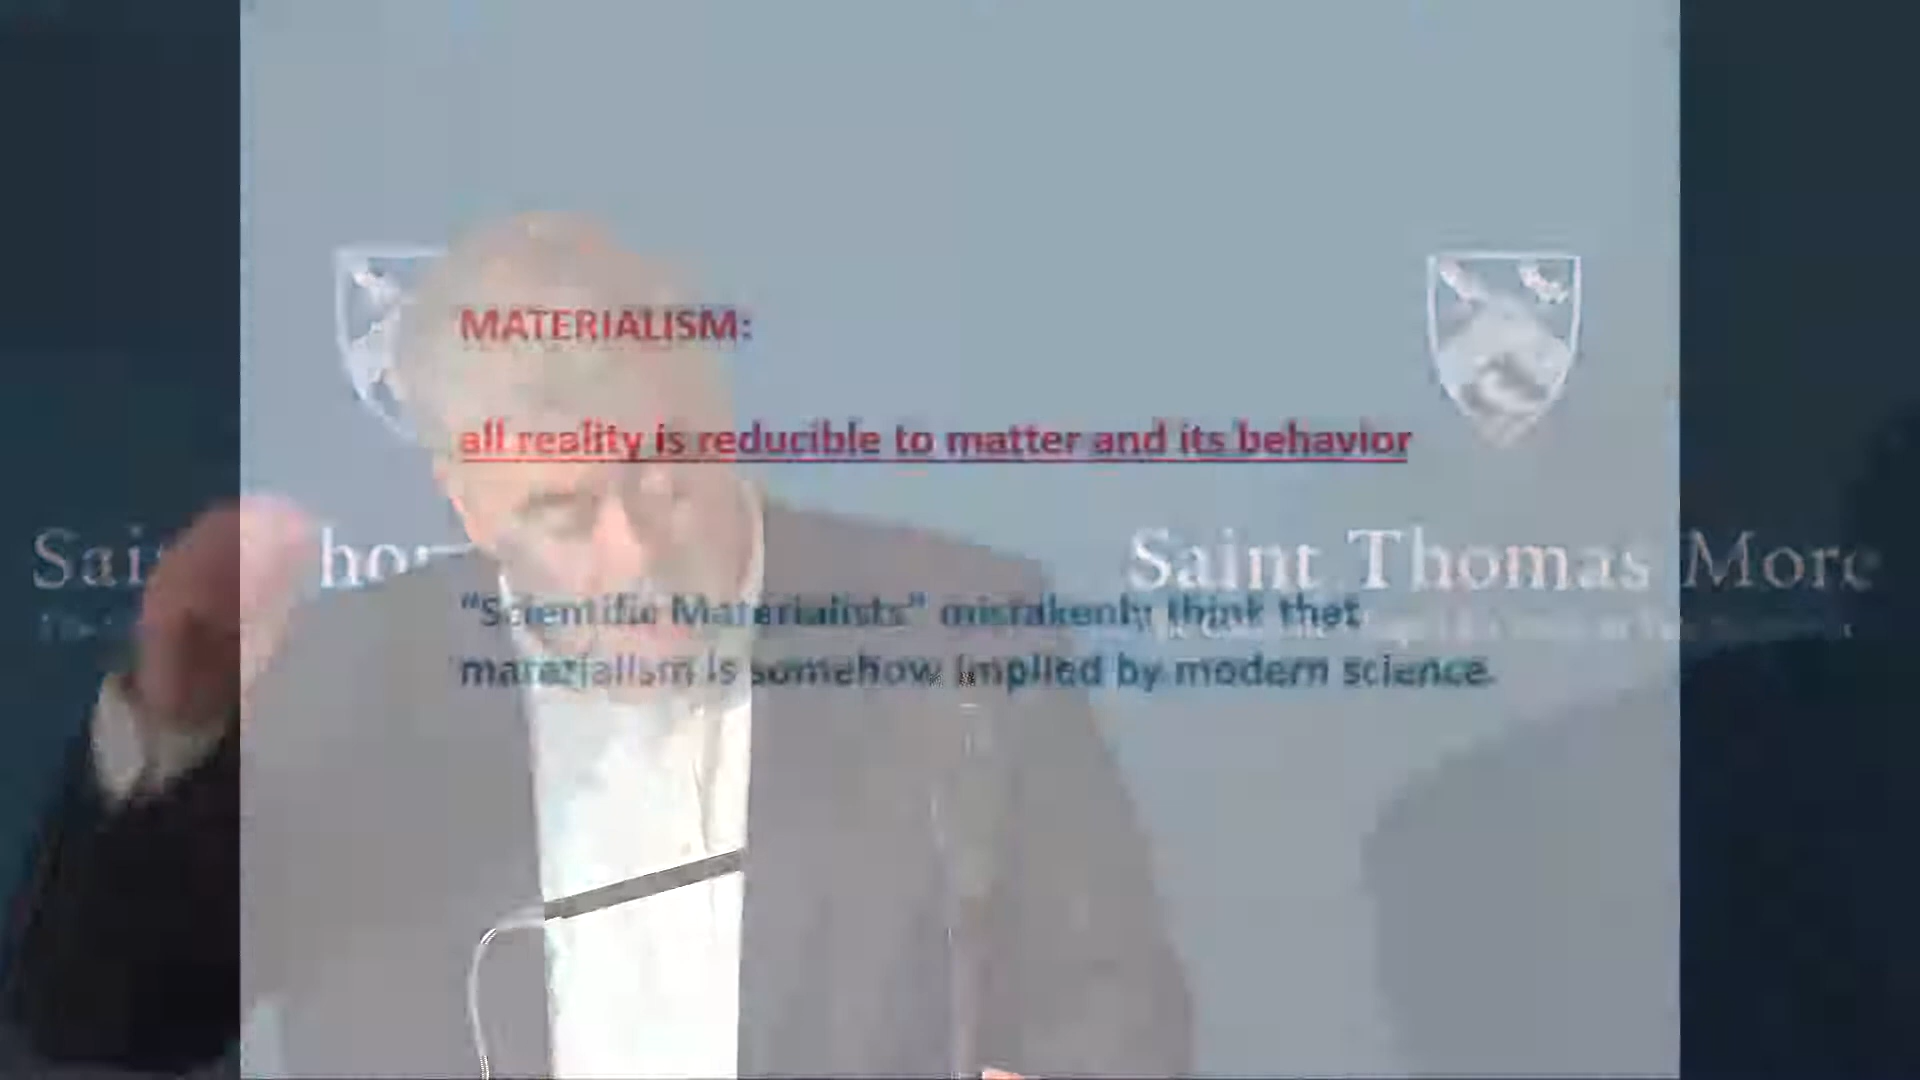 MATERIALISM:
all reality is reducible to matter and its behavior
Saint Thomas More
"Scientific Materialists" mistakenly think that
materialism is somehow implied by modern science.